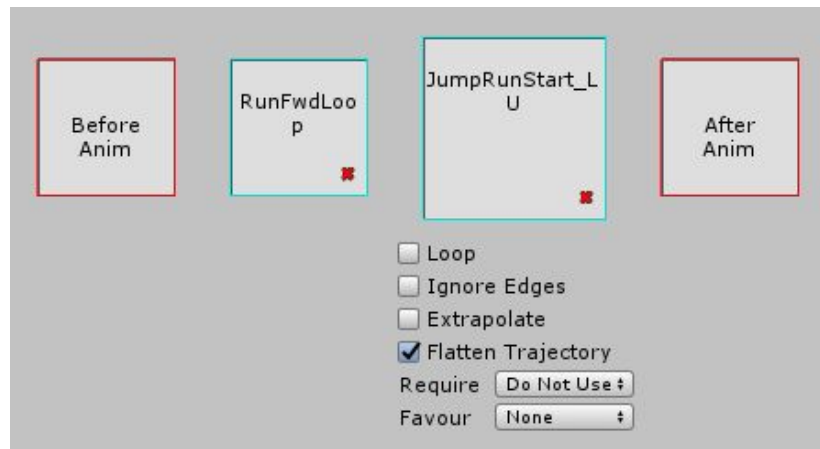 Before
Anim
RunFwdLoo
p
JumpRunStart_L
U
After
Anim
Loop
Ignore Edges
Extrapolate
Flatten Trajectory
Require Do Not Use
Favour None